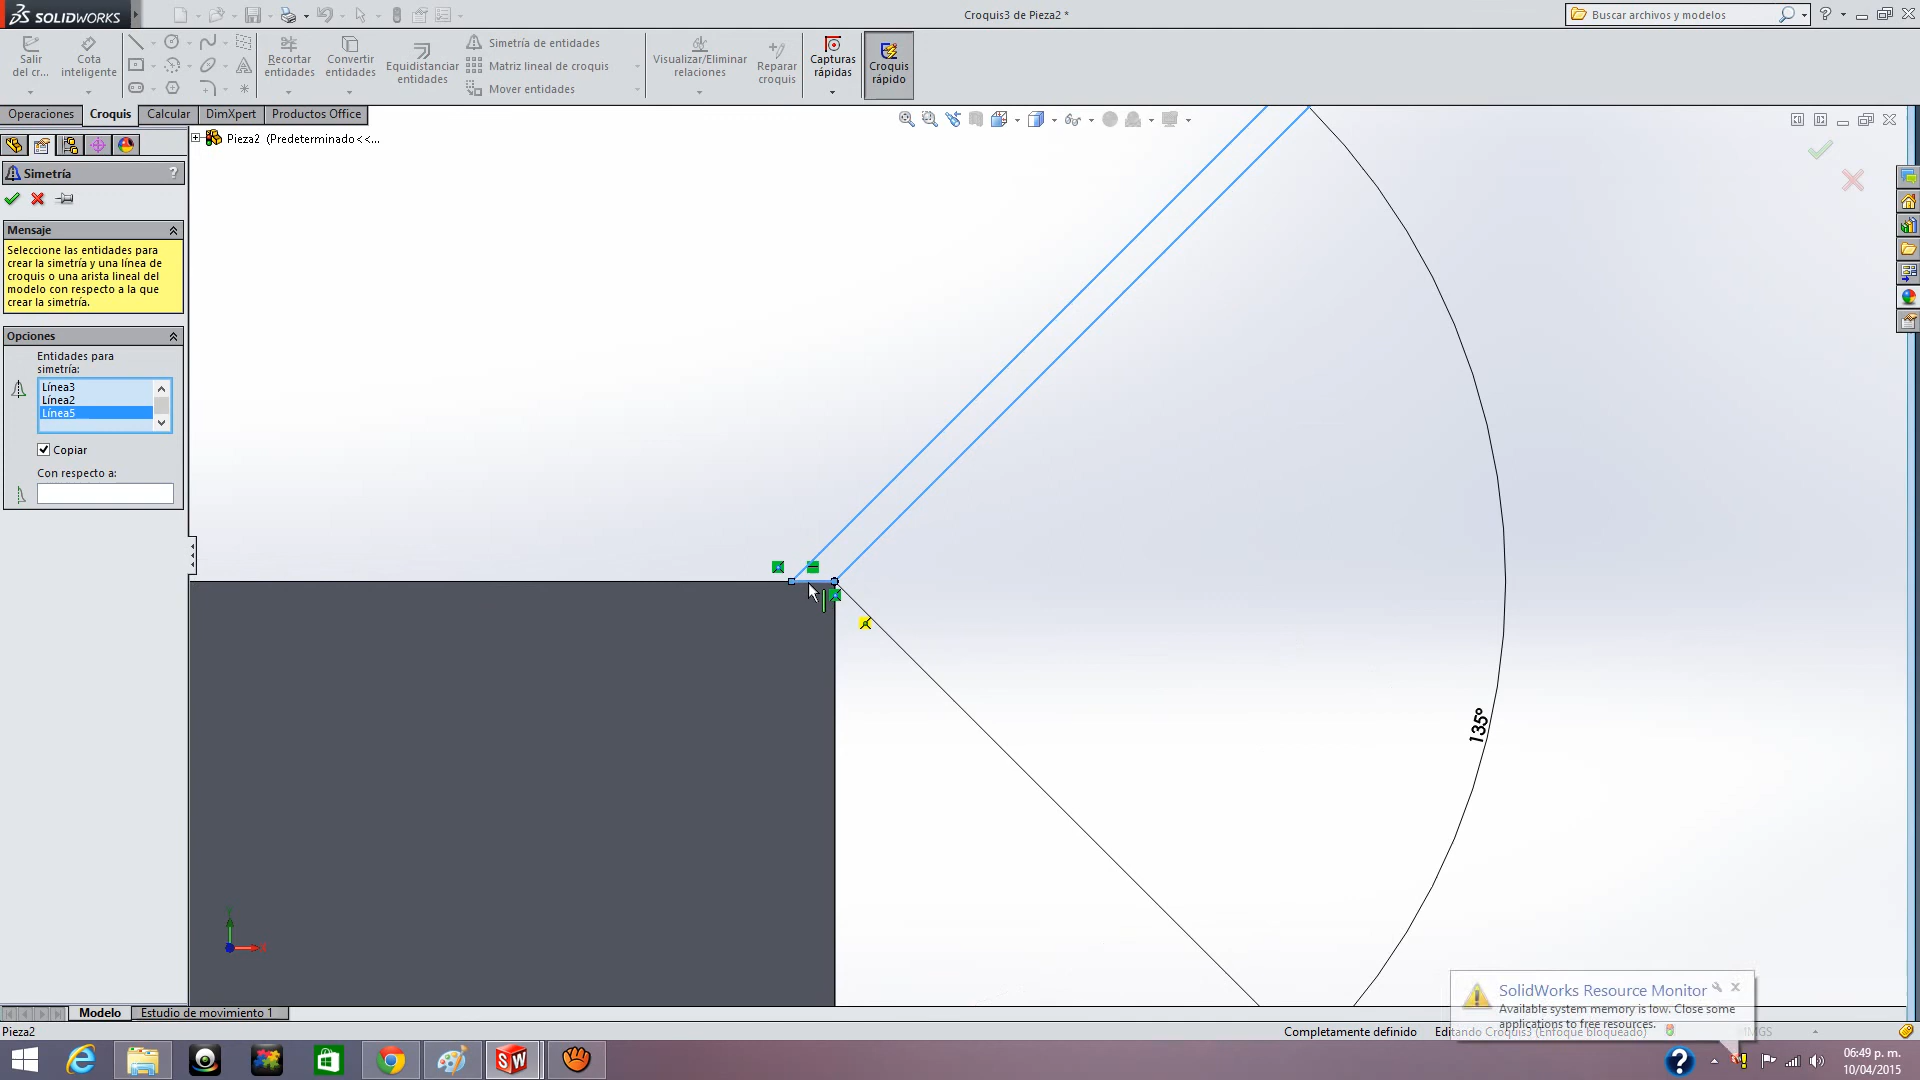 SOLIDWORKS
Croquis3 de Pieza2 *
Buscar archivos y modelos
Salir
del cr...
Cota
inteligente
Recortar
entidades
Convertir
entidades
Equidistanciar
entidades
Simetría de entidades
Matriz lineal de croquis
Mover entidades
Visualizar/Eliminar
relaciones
Reparar
croquis
Capturas
rápidas
Croquis
rápido
Operaciones
Croquis
Calcular
DimXpert
Productos Office
Pieza2 (Predeterminado<<...
Simetría
?
Mensaje
Seleccione las entidades para
crear la simetría y una línea de
croquis o una arista lineal del
modelo con respecto a la que
crear la simetría.
Opciones
Entidades para
simetría:
Línea3
Línea2
Línea5
Copiar
Con respecto a:
135°
Modelo
Estudio de movimiento 1
SolidWorks Resource Monitor
Available system memory is low. Close some
applications to free resources.
Pieza2
Completamente definido
Editando Croquis3 (Enfoque bloqueado)
06:49 p. m.
10/04/2015